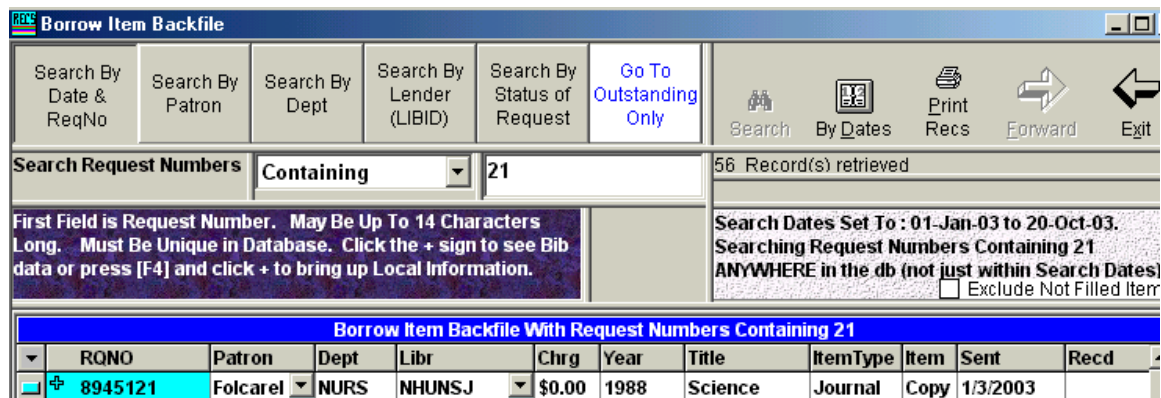 REC'S Borrow Item Backfile
Search By Date & ReqNo
Search By Patron
Search By Dept
Search By Lender (LIBID)
Search By Status of Request
Go To Outstanding Only
Search
By Dates
Print Recs
Forward
Exit
Search Request Numbers Containing 21
56 Record(s) retrieved
First Field is Request Number. May Be Up To 14 Characters
Long. Must Be Unique in Database. Click the + sign to see Bib
data or press [F4] and click + to bring up Local Information.
Search Dates Set To : 01-Jan-03 to 20-Oct-03.
Searching Request Numbers Containing 21
ANYWHERE in the db (not just within Search Dates)
Exclude Not Filled Item
Borrow Item Backfile With Request Numbers Containing 21
RQNO Patron Dept Libr Chrg Year Title ItemType Item Sent Recd
8945121 Folcarel NURS NHUNSJ $0.00 1988 Science Journal Copy 1/3/2003